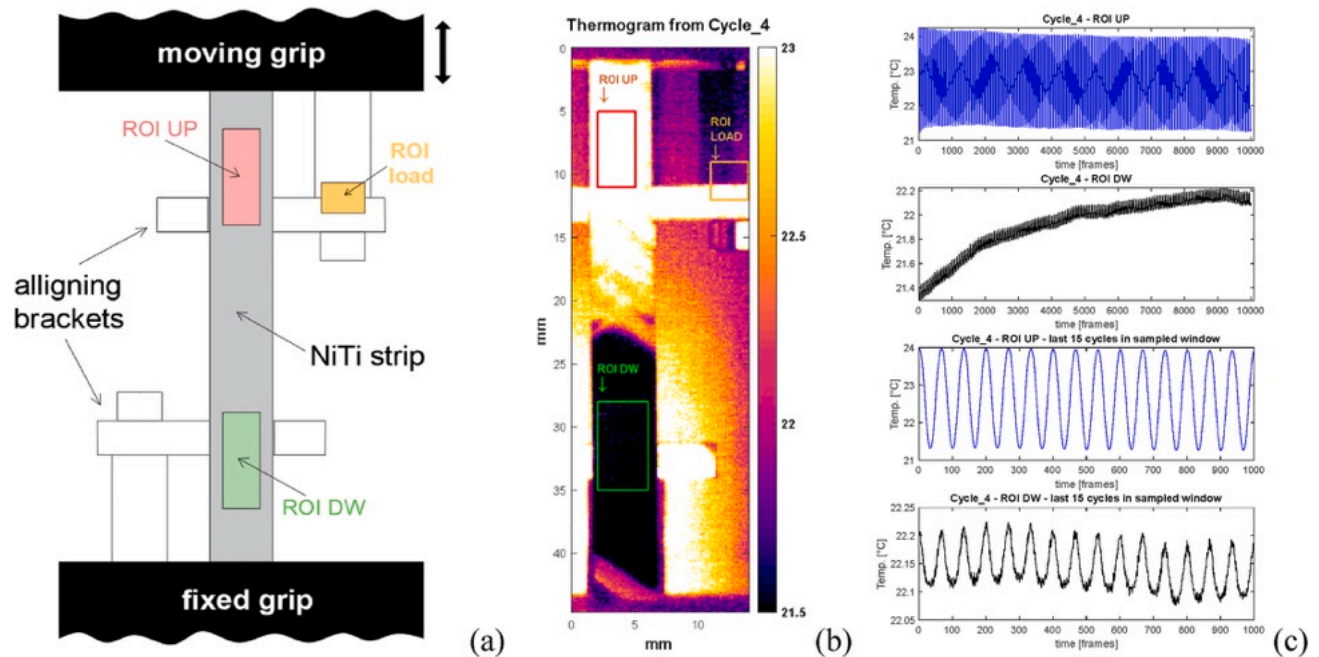 moving grip
ROI UP
ROI
load
alligning
brackets
NiTi strip
ROI DW
fixed grip
(a)
Thermogram from Cycle_4
0
5
10
15
20
25
30
35
40
mm
ROI UP
ROI
LOAD
ROI DW
0
5
10
mm
23
22.5
22
21.5
(b)
Cycle_4 - ROI UP
Temp. [°C]
24
23
22
21
0 1000 2000 3000 4000 5000 6000 7000 8000 9000 10000
time [frames]
Cycle_4 - ROI DW
Temp. [°C]
22.2
22
21.8
21.6
21.4
0 1000 2000 3000 4000 5000 6000 7000 8000 9000 10000
time [frames]
Cycle_4 - ROI UP - last 15 cycles in sampled window
Temp. [°C]
24
23
22
21
0 100 200 300 400 500 600 700 800 900 1000
time [frames]
Cycle_4 - ROI DW - last 15 cycles in sampled window
Temp. [°C]
22.25
22.2
22.15
22.1
22.05
0 100 200 300 400 500 600 700 800 900 1000
time [frames]
(c)